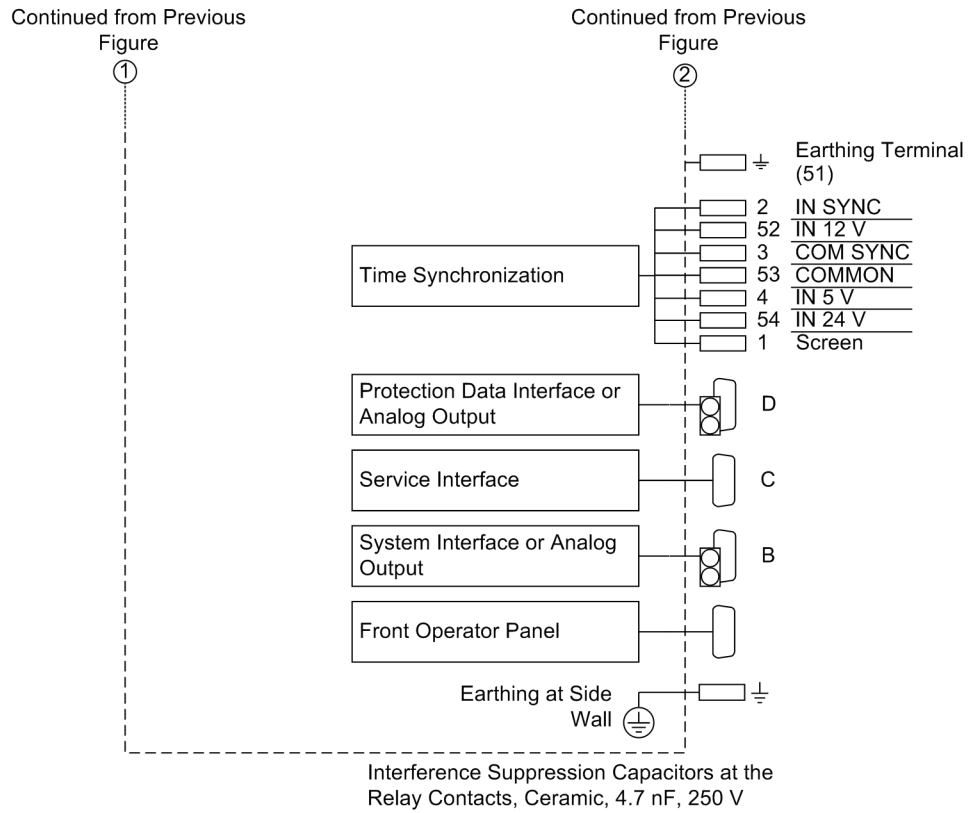 Continued from Previous
Figure
1
Continued from Previous
Figure
2
Earthing Terminal
(51)
2 IN SYNC
52 IN 12 V
3 COM SYNC
53 COMMON
4 IN 5 V
54 IN 24 V
1 Screen
Time Synchronization
Protection Data Interface or
Analog Output
D
Service Interface
C
System Interface or Analog
Output
B
Front Operator Panel
Earthing at Side
Wall
Interference Suppression Capacitors at the
Relay Contacts, Ceramic, 4.7 nF, 250 V